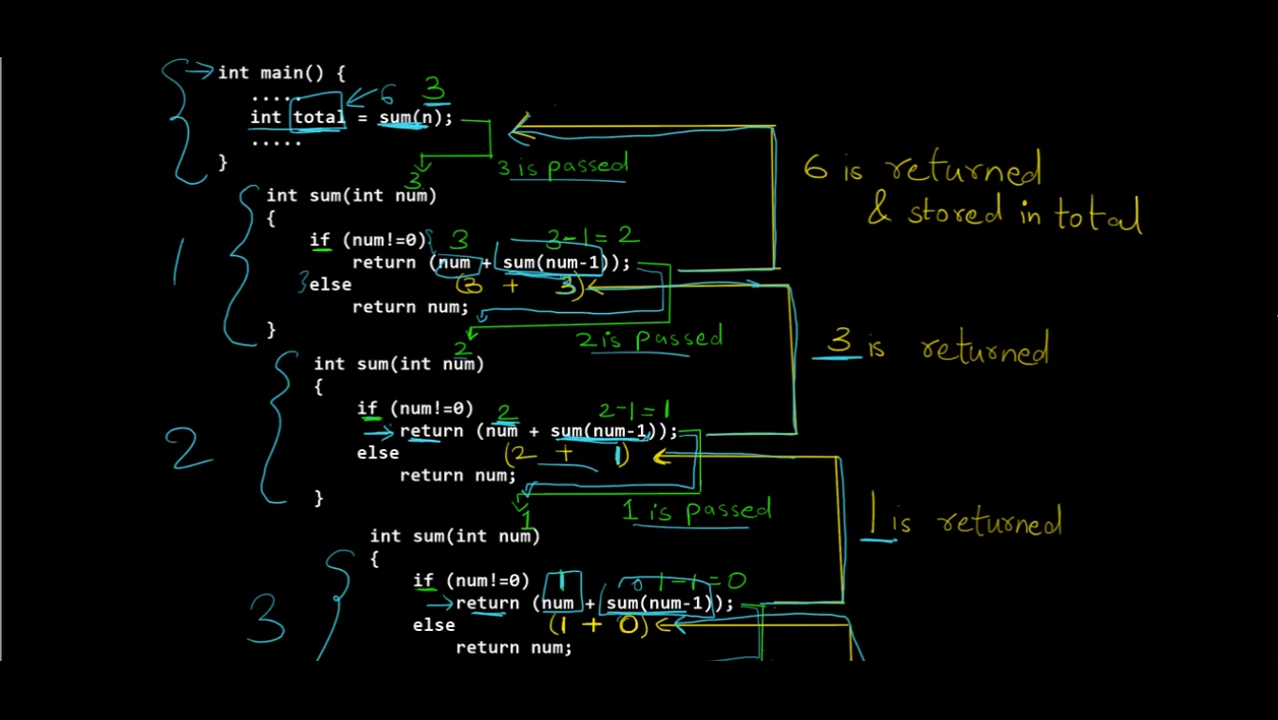 int main() {
.....
6 3
int total = sum(n);
.....
3 is passed
}
3
6 is returned
& stored in total
int sum(int num)
{
if (num!=0){ 3 3-1=2
1
return (num + sum(num-1));
}else (3 + 3)
return num;
}
2 is passed
3 is returned
2
int sum(int num)
{
if (num!=0) 2 2-1=1
2
return (num + sum(num-1));
else (2 + 1)
return num;
}
1 is passed
1 is returned
1
int sum(int num)
{
if (num!=0) 1 0 1-1=0
3
return (num + sum(num-1));
else (1 + 0)
return num;